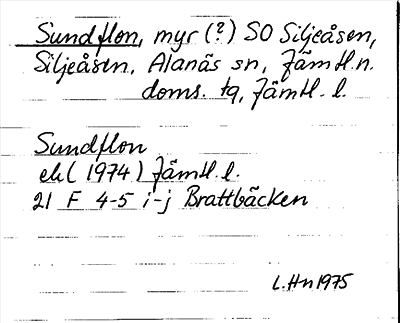 Sundflon, myr (?) SO Siljeåsen,
Siljeåsen, Alanäs sn, Jämtl.n.
doms. tg, Jämtl. l.
Sundflon
ek (1974) Jämtl.l.
21 F 4-5 i-j Brattbäcken
L.Hn 1975